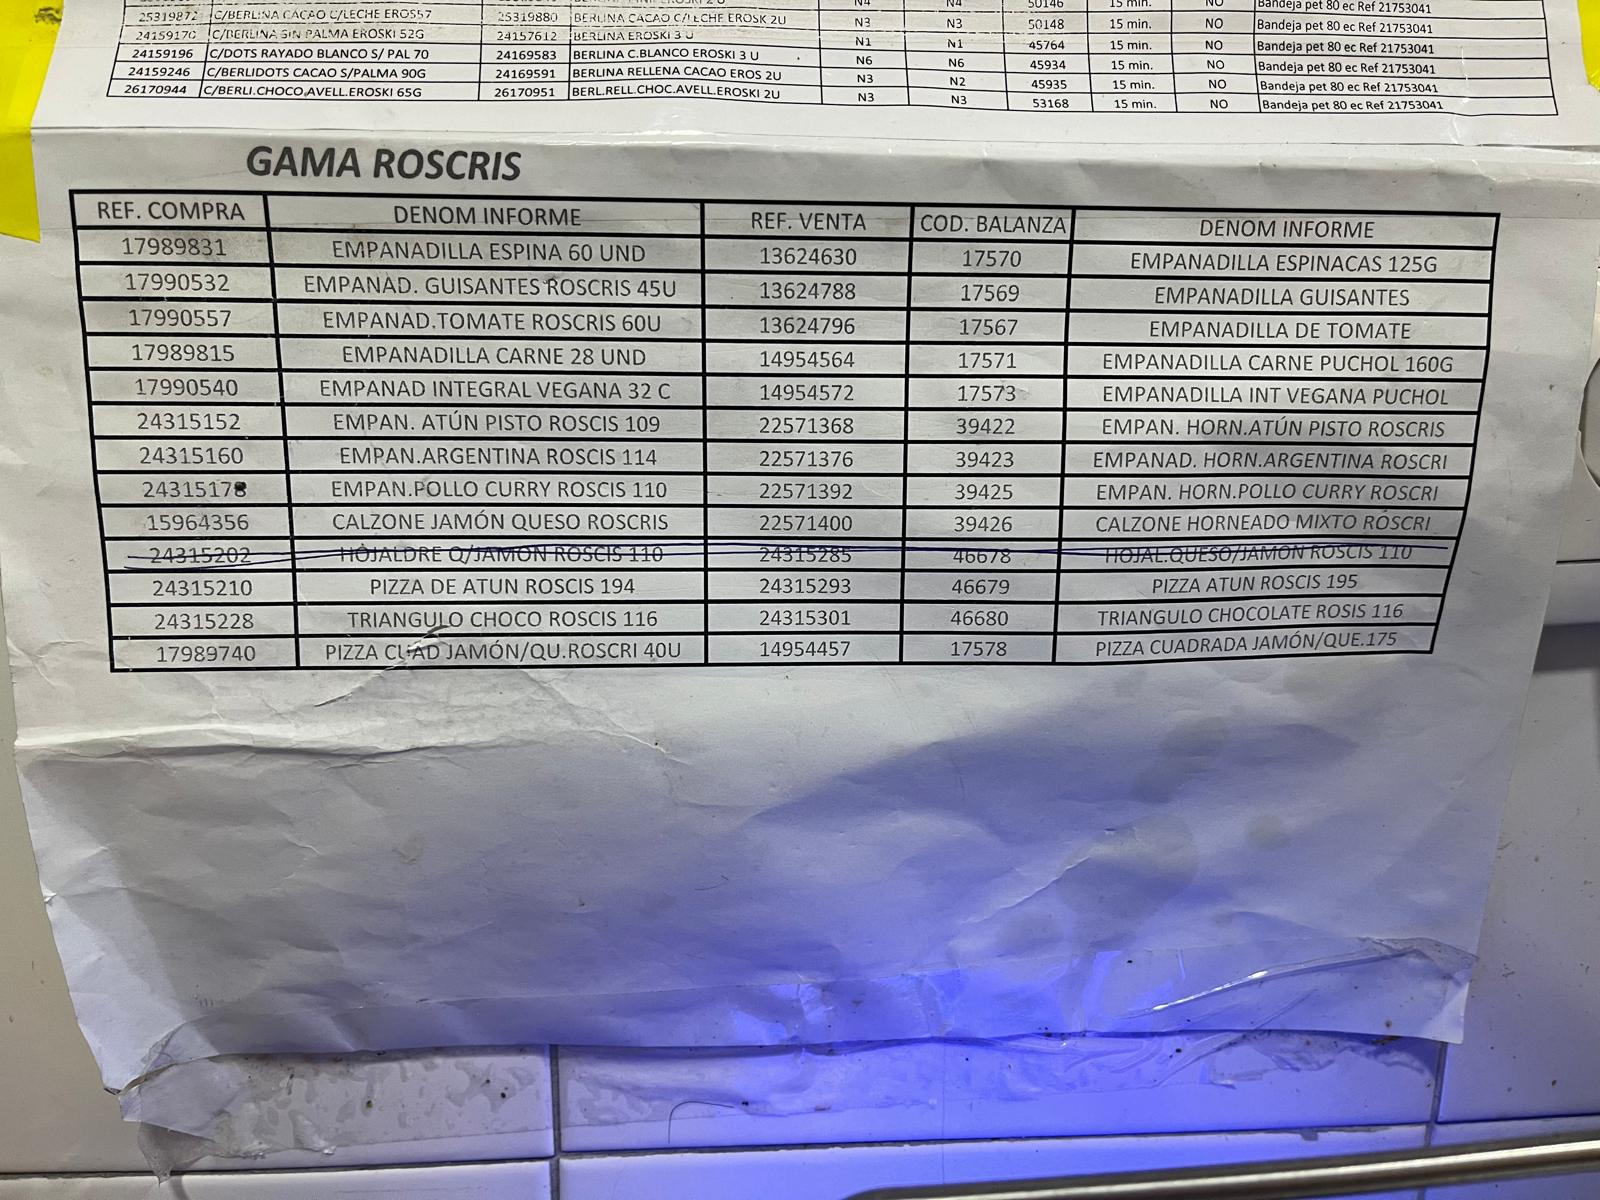 50146 15 min. NO Bandeja pet 80 ec Ref 21753041
25319872 C/BERLINA CACAO C/LECHE EROS57 25319880 BERLINA CACAO C/LECHE EROSK 2U N3 N3 50148 15 min. NO Bandeja pet 80 ec Ref 21753041
24159170 C/BERLINA SIN PALMA EROSKI 52G 24157612 BERLINA EROSKI 3 U N1 N1 45764 15 min. NO Bandeja pet 80 ec Ref 21753041
24159196 C/DOTS RAYADO BLANCO S/ PAL 70 24169583 BERLINA C.BLANCO EROSKI 3 U N6 N6 45934 15 min. NO Bandeja pet 80 ec Ref 21753041
24159246 C/BERLIDOTS CACAO S/PALMA 90G 24169591 BERLINA RELLENA CACAO EROS 2U N3 N2 45935 15 min. NO Bandeja pet 80 ec Ref 21753041
26170944 C/BERLI.CHOCO.AVELL.EROSKI 65G 26170951 BERL.RELL.CHOC.AVELL.EROSKI 2U N3 N3 53168 15 min. NO Bandeja pet 80 ec Ref 21753041
GAMA ROSCRIS
REF. COMPRA DENOM INFORME REF. VENTA COD. BALANZA DENOM INFORME
17989831 EMPANADILLA ESPINA 60 UND 13624630 17570 EMPANADILLA ESPINACAS 125G
17990532 EMPANAD. GUISANTES ROSCRIS 45U 13624788 17569 EMPANADILLA GUISANTES
17990557 EMPANAD.TOMATE ROSCRIS 60U 13624796 17567 EMPANADILLA DE TOMATE
17989815 EMPANADILLA CARNE 28 UND 14954564 17571 EMPANADILLA CARNE PUCHOL 160G
17990540 EMPANAD INTEGRAL VEGANA 32 C 14954572 17573 EMPANADILLA INT VEGANA PUCHOL
24315152 EMPAN. ATÚN PISTO ROSCIS 109 22571368 39422 EMPAN. HORN.ATÚN PISTO ROSCRIS
24315160 EMPAN.ARGENTINA ROSCIS 114 22571376 39423 EMPANAD. HORN.ARGENTINA ROSCRI
24315178 EMPAN.POLLO CURRY ROSCIS 110 22571392 39425 EMPAN. HORN.POLLO CURRY ROSCRI
15964356 CALZONE JAMÓN QUESO ROSCRIS 22571400 39426 CALZONE HORNEADO MIXTO ROSCRI
24315202 HOJALDRE Q/JAMON ROSCIS 110 24315285 46678 HOJAL.QUESO/JAMON ROSCIS 110
24315210 PIZZA DE ATUN ROSCIS 194 24315293 46679 PIZZA ATUN ROSCIS 195
24315228 TRIANGULO CHOCO ROSCIS 116 24315301 46680 TRIANGULO CHOCOLATE ROSIS 116
17989740 PIZZA CUAD JAMÓN/QU.ROSCRI 40U 14954457 17578 PIZZA CUADRADA JAMÓN/QUE.175